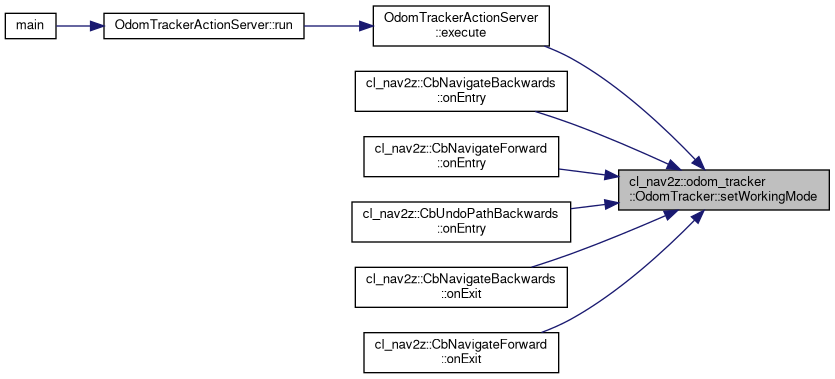 main
OdomTrackerActionServer::run
OdomTrackerActionServer
::execute
cl_nav2z::CbNavigateBackwards
::onEntry
cl_nav2z::CbNavigateForward
::onEntry
cl_nav2z::CbUndoPathBackwards
::onEntry
cl_nav2z::CbNavigateBackwards
::onExit
cl_nav2z::CbNavigateForward
::onExit
cl_nav2z::odom_tracker
::OdomTracker::setWorkingMode